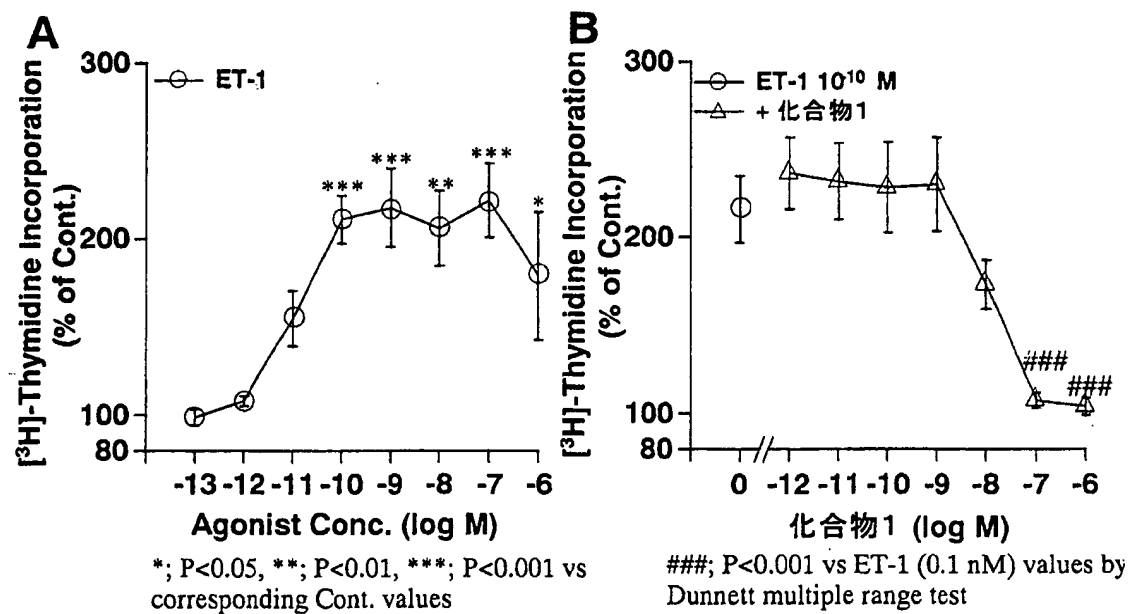 A
[³H]-Thymidine Incorporation
(% of Cont.)
300
200
100
80
ET-1
***
***
**
***
*
-13 -12 -11 -10 -9 -8 -7 -6
Agonist Conc. (log M)
*; P<0.05, **; P<0.01, ***; P<0.001 vs
corresponding Cont. values
B
[³H]-Thymidine Incorporation
(% of Cont.)
300
200
100
80
ET-1 10⁻¹⁰ M
+ 化合物1
###
###
0 -12 -11 -10 -9 -8 -7 -6
化合物1 (log M)
###; P<0.001 vs ET-1 (0.1 nM) values by
Dunnett multiple range test